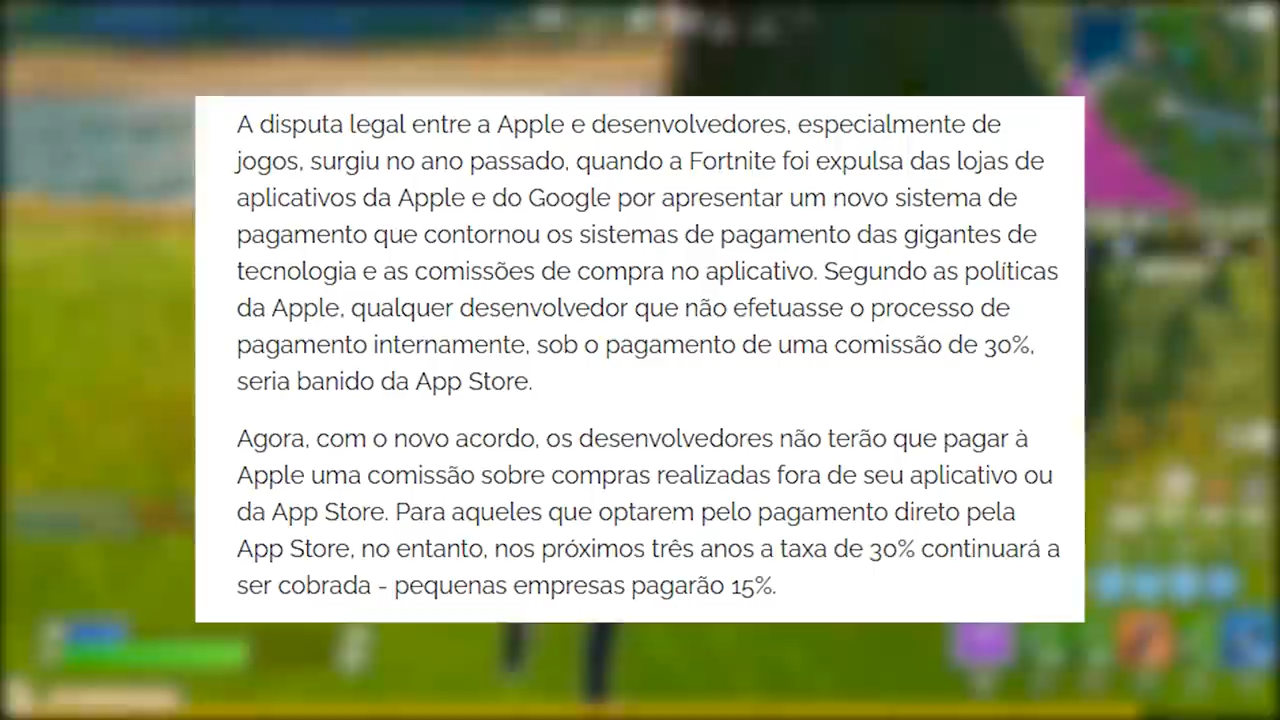 A disputa legal entre a Apple e desenvolvedores, especialmente de
jogos, surgiu no ano passado, quando a Fortnite foi expulsa das lojas de
aplicativos da Apple e do Google por apresentar um novo sistema de
pagamento que contornou os sistemas de pagamento das gigantes de
tecnologia e as comissões de compra no aplicativo. Segundo as políticas
da Apple, qualquer desenvolvedor que não efetuasse o processo de
pagamento internamente, sob o pagamento de uma comissão de 30%,
seria banido da App Store.
Agora, com o novo acordo, os desenvolvedores não terão que pagar à
Apple uma comissão sobre compras realizadas fora de seu aplicativo ou
da App Store. Para aqueles que optarem pelo pagamento direto pela
App Store, no entanto, nos próximos três anos a taxa de 30% continuará a
ser cobrada - pequenas empresas pagarão 15%.